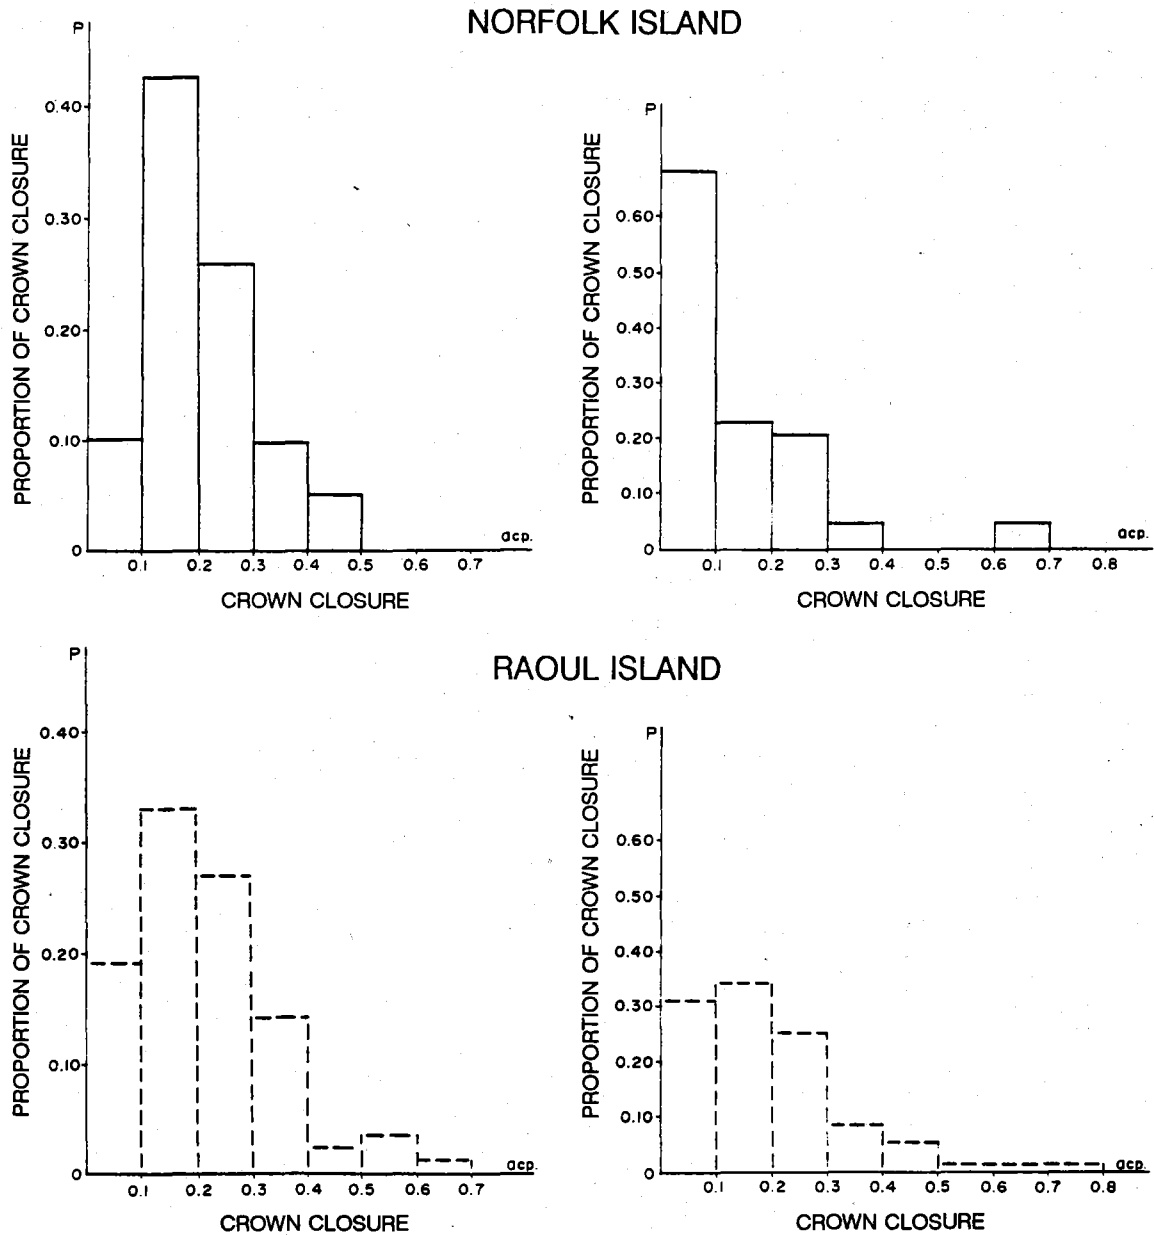 NORFOLK ISLAND
P
0.40
0.30
0.20
0.10
0
PROPORTION OF CROWN CLOSURE
0.1 0.2 0.3 0.4 0.5 0.6 0.7
acp.
CROWN CLOSURE
P
0.60
0.50
0.40
0.30
0.20
0.10
0
PROPORTION OF CROWN CLOSURE
0.1 0.2 0.3 0.4 0.5 0.6 0.7 0.8
acp.
CROWN CLOSURE
RAOUL ISLAND
P
0.40
0.30
0.20
0.10
0
PROPORTION OF CROWN CLOSURE
0.1 0.2 0.3 0.4 0.5 0.6 0.7
acp.
CROWN CLOSURE
P
0.60
0.50
0.40
0.30
0.20
0.10
0
PROPORTION OF CROWN CLOSURE
0.1 0.2 0.3 0.4 0.5 0.6 0.7 0.8
acp.
CROWN CLOSURE